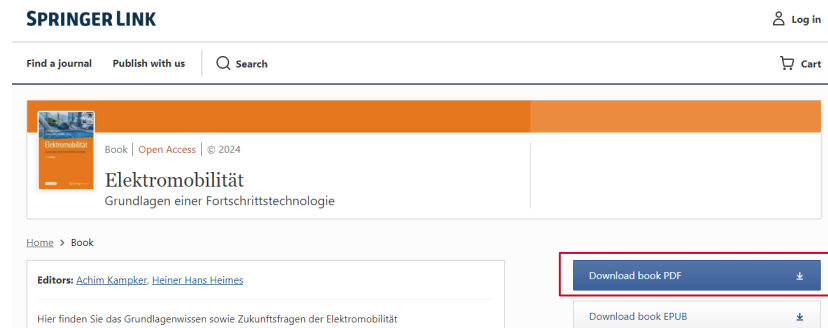 SPRINGER LINK
Log in
Find a journal Publish with us Search
Cart
Elektromobilität
Book | Open Access | © 2024
Elektromobilität
Grundlagen einer Fortschrittstechnologie
Home > Book
Editors: Achim Kampker, Heiner Hans Heimes
Download book PDF
Hier finden Sie das Grundlagenwissen sowie Zukunftsfragen der Elektromobilität
Download book EPUB